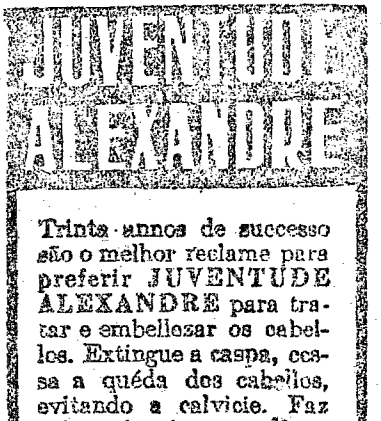 JUVENTUDE
ALEXANDRE
Trinta annos de successo
são o melhor reclame para
preferir JUVENTUDE
ALEXANDRE para tra-
tar e embellezar os cabel-
los. Extingue a caspa, ces-
sa a quéda dos cabellos,
evitando a calvicie. Faz